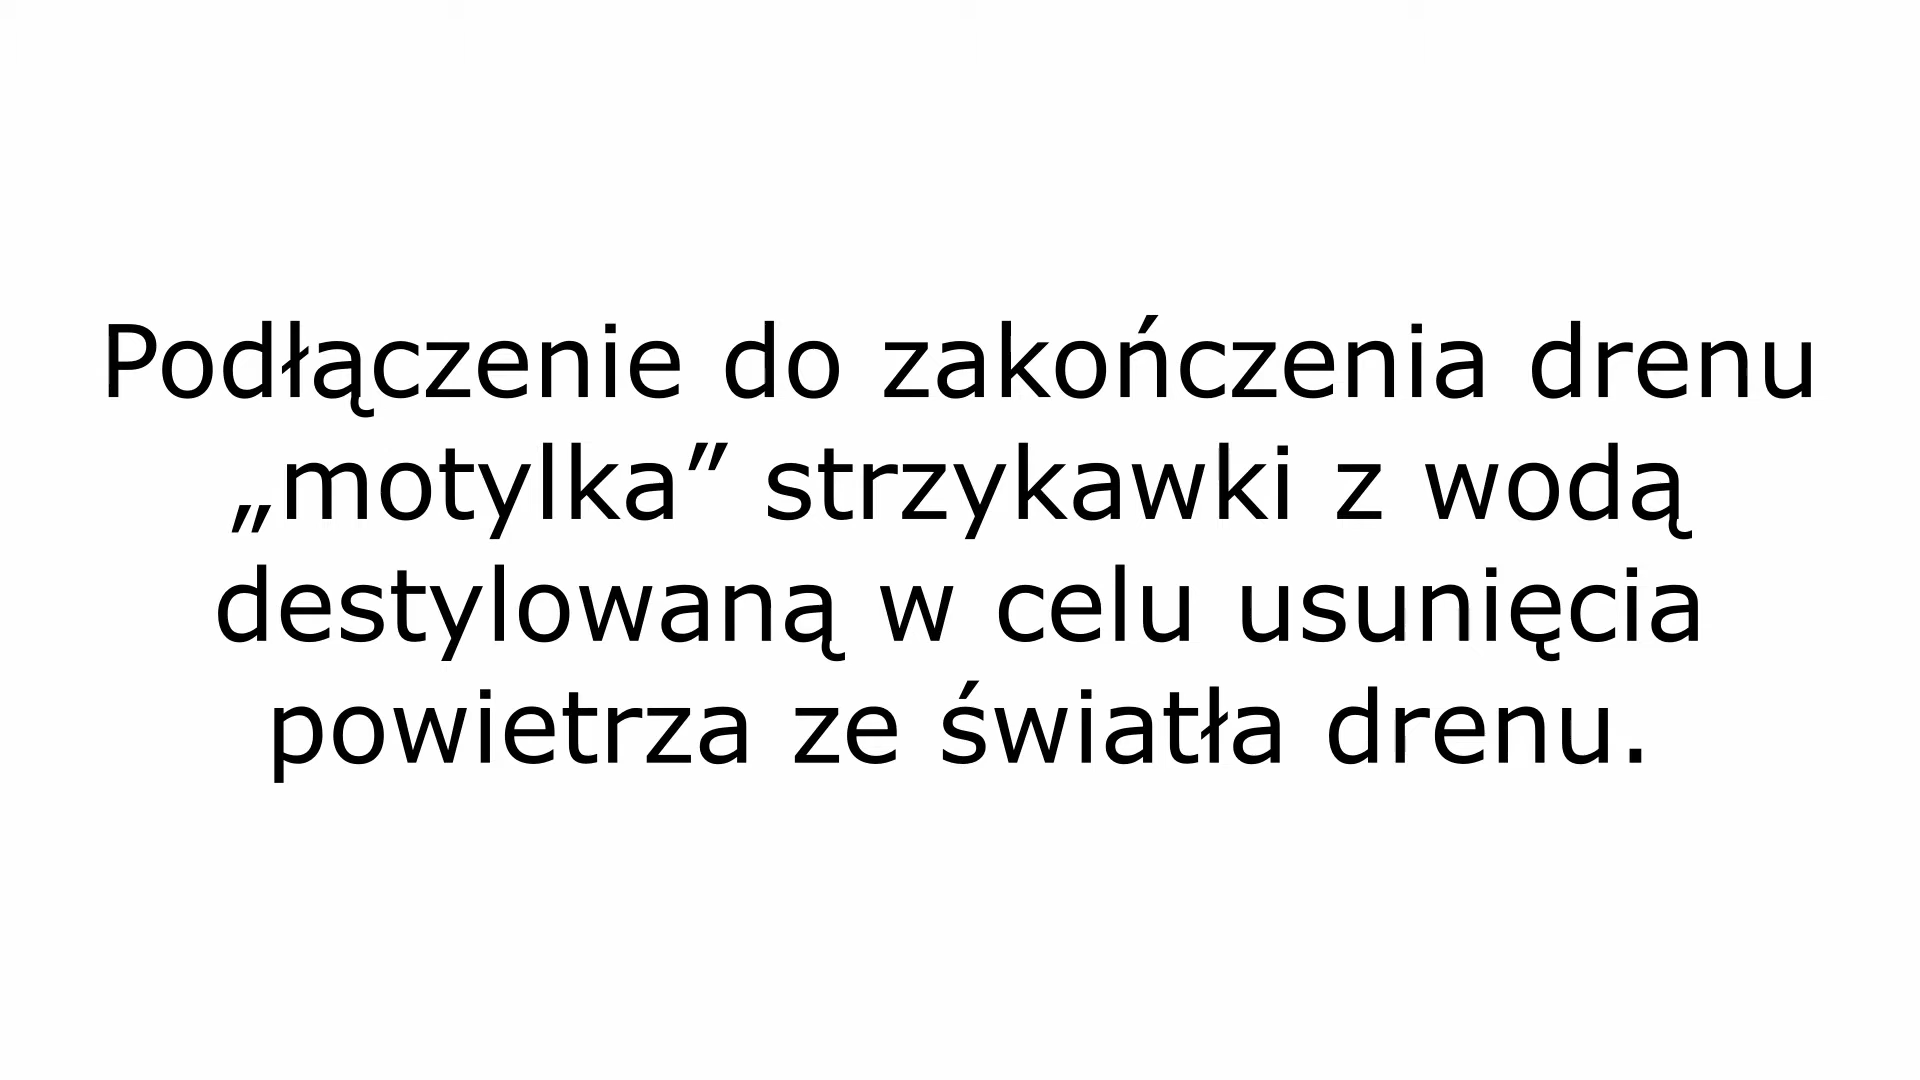 Podłączenie do zakończenia drenu
„motylka” strzykawki z wodą
destylowaną w celu usunięcia
powietrza ze światła drenu.